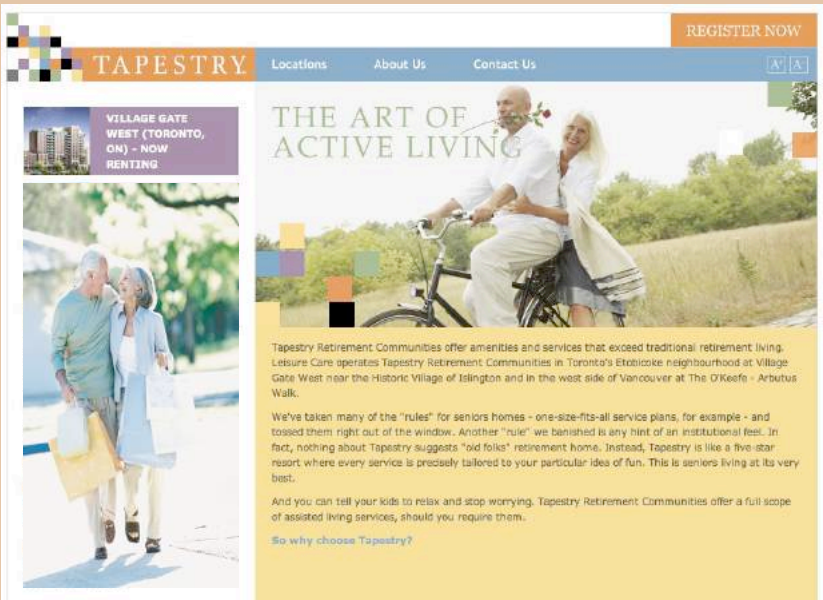 REGISTER NOW
TAPESTRY
Locations About Us Contact Us
A+ A-
VILLAGE GATE
WEST (TORONTO,
ON) - NOW
RENTING
THE ART OF
ACTIVE LIVING
Tapestry Retirement Communities offer amenities and services that exceed traditional retirement living.
Leisure Care operates Tapestry Retirement Communities in Toronto's Etobicoke neighbourhood at Village
Gate West near the Historic Village of Islington and in the west side of Vancouver at The O'Keefe - Arbutus
Walk.
We've taken many of the "rules" for seniors homes - one-size-fits-all service plans, for example - and
tossed them right out of the window. Another "rule" we banished is any hint of an institutional feel. In
fact, nothing about Tapestry suggests "old folks" retirement home. Instead, Tapestry is like a five-star
resort where every service is precisely tailored to your particular idea of fun. This is seniors living at its very
best.
And you can tell your kids to relax and stop worrying. Tapestry Retirement Communities offer a full scope
of assisted living services, should you require them.
So why choose Tapestry?